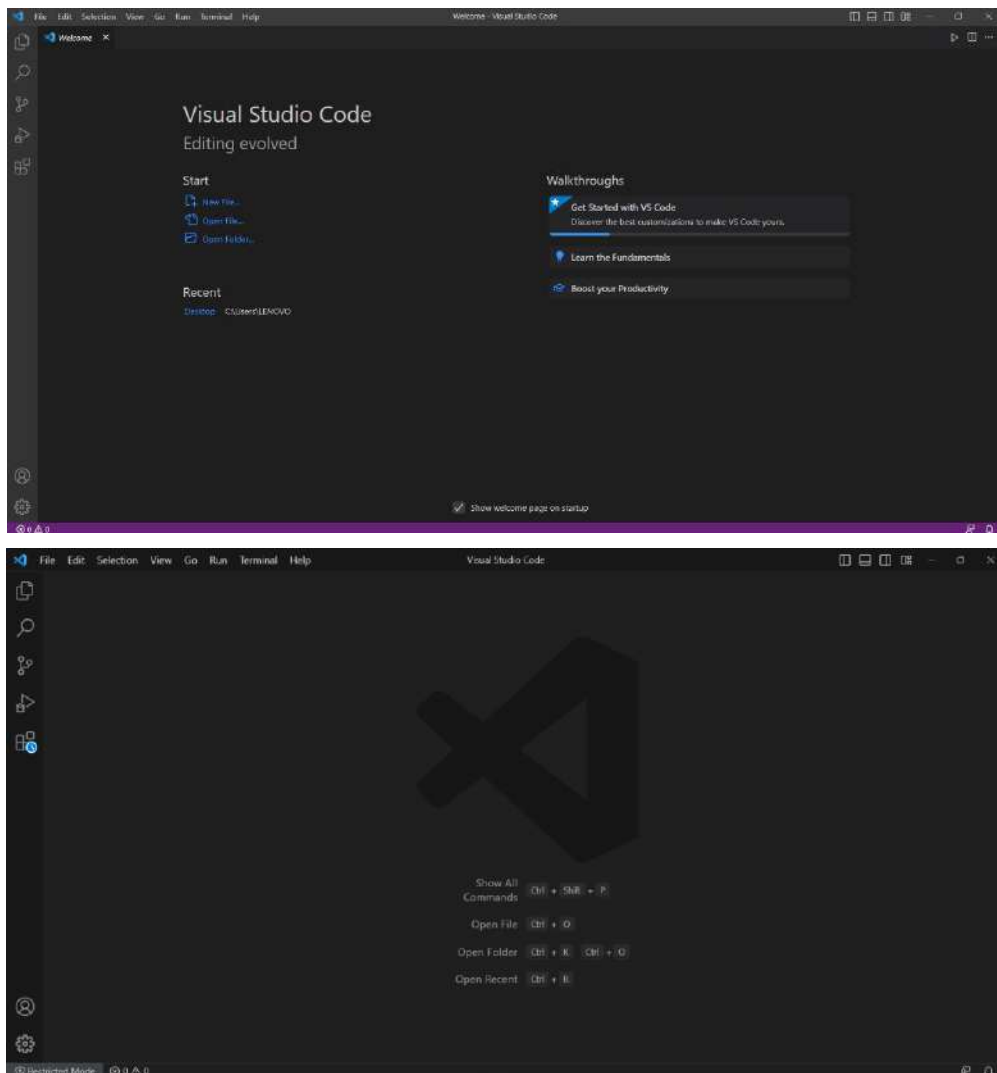 File Edit Selection View Go Run Terminal Help Welcome - Visual Studio Code
Welcome
Visual Studio Code
Editing evolved
Start
New File...
Open File...
Open Folder...
Recent
Desktop C:\Users\LENOVO
Walkthroughs
Get Started with VS Code
Discover the best customizations to make VS Code yours.
Learn the Fundamentals
Boost your Productivity
Show welcome page on startup
0 0
File Edit Selection View Go Run Terminal Help Visual Studio Code
Show All
Commands Ctrl + Shift + P
Open File Ctrl + O
Open Folder Ctrl + K Ctrl + O
Open Recent Ctrl + R
Restricted Mode 0 0